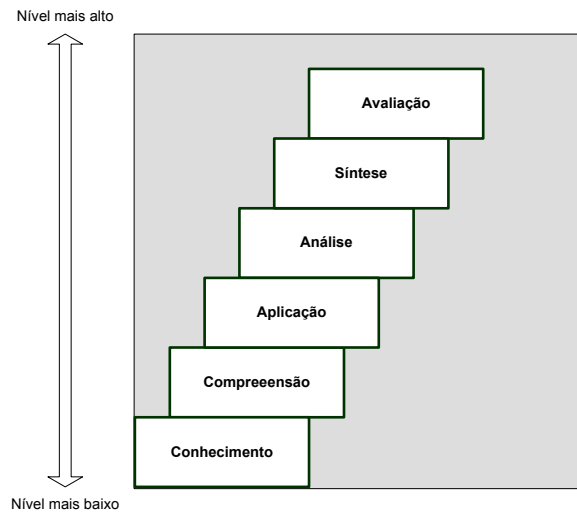 Nível mais alto
Avaliação
Síntese
Análise
Aplicação
Compreeensão
Conhecimento
Nível mais baixo